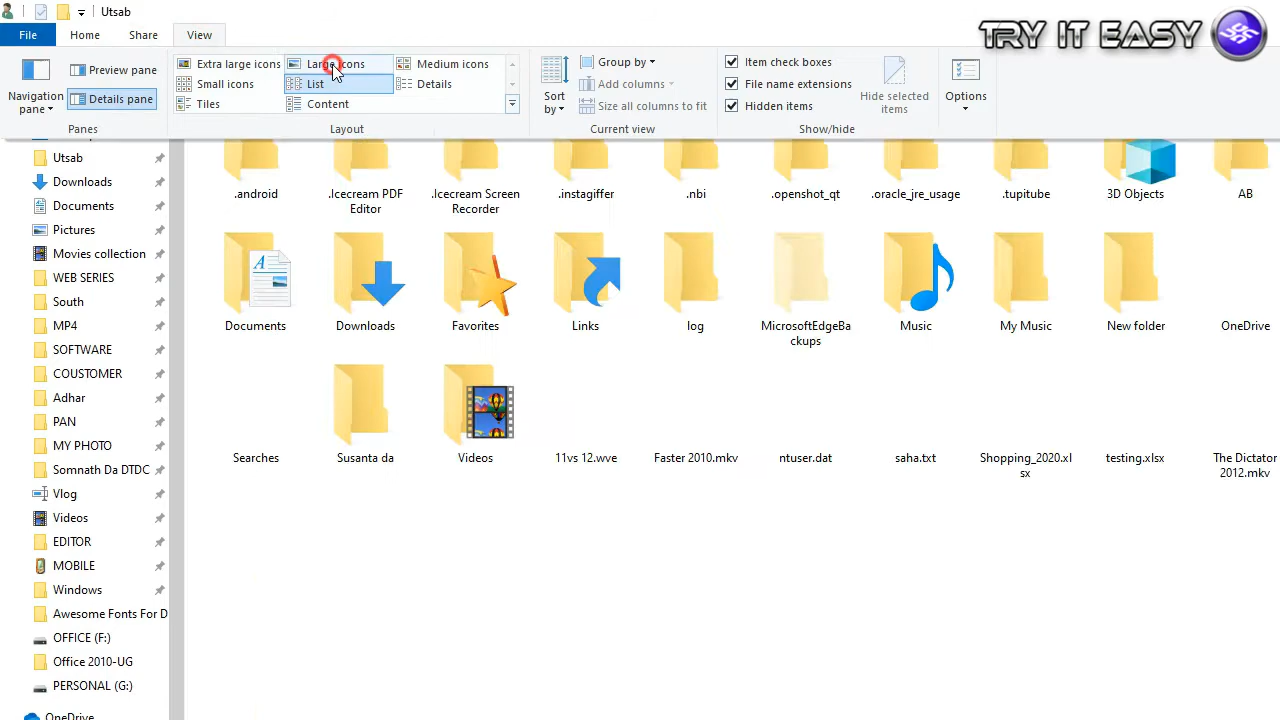 Utsab
TRY IT EASY
File Home Share View
Navigation pane
Preview pane
Details pane
Panes
Extra large icons Large icons Medium icons
Small icons List Details
Tiles Content
Layout
Sort by
Group by
Add columns
Size all columns to fit
Current view
Item check boxes
File name extensions
Hidden items
Hide selected items
Show/hide
Options
Utsab
Downloads
Documents
Pictures
Movies collection
WEB SERIES
South
MP4
SOFTWARE
COUSTOMER
Adhar
PAN
MY PHOTO
Somnath Da DTDC
Vlog
Videos
EDITOR
MOBILE
Windows
Awesome Fonts For D
OFFICE (F:)
Office 2010-UG
PERSONAL (G:)
OneDrive
.android
.Icecream PDF
Editor
.Icecream Screen
Recorder
.instagiffer
.nbi
.openshot_qt
.oracle_jre_usage
.tupitube
3D Objects
AB
Documents
Downloads
Favorites
Links
log
MicrosoftEdgeBa
ckups
Music
My Music
New folder
OneDrive
Searches
Susanta da
Videos
11vs 12.wve
Faster 2010.mkv
ntuser.dat
saha.txt
Shopping_2020.xl
sx
testing.xlsx
The Dictator
2012.mkv